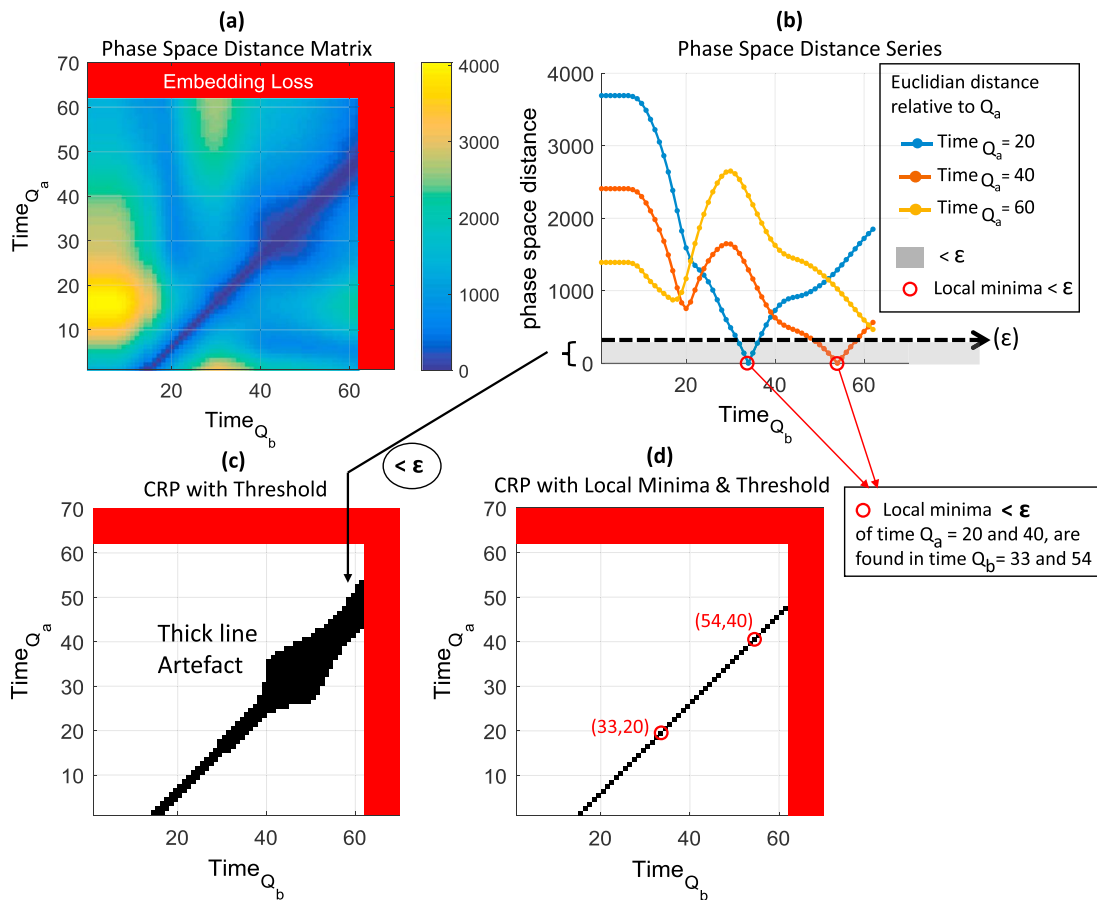 (a)
Phase Space Distance Matrix
70
60
50
40
30
20
10
Embedding Loss
Time Q a
20 40 60
Time Q b
4000
3000
2000
1000
0
(b)
Phase Space Distance Series
4000
3000
2000
1000
0
phase space distance
20 40 60
Time Q b
(ε)
Euclidian distance
relative to Q a
Time Q a = 20
Time Q a = 40
Time Q a = 60
< ε
Local minima < ε
< ε
(c)
CRP with Threshold
70
60
50
40
30
20
10
Time Q a
Thick line
Artefact
20 40 60
Time Q b
(d)
CRP with Local Minima & Threshold
70
60
50
40
30
20
10
Time Q a
(54,40)
(33,20)
20 40 60
Time Q b
Local minima < ε
of time Q a = 20 and 40, are
found in time Q b = 33 and 54